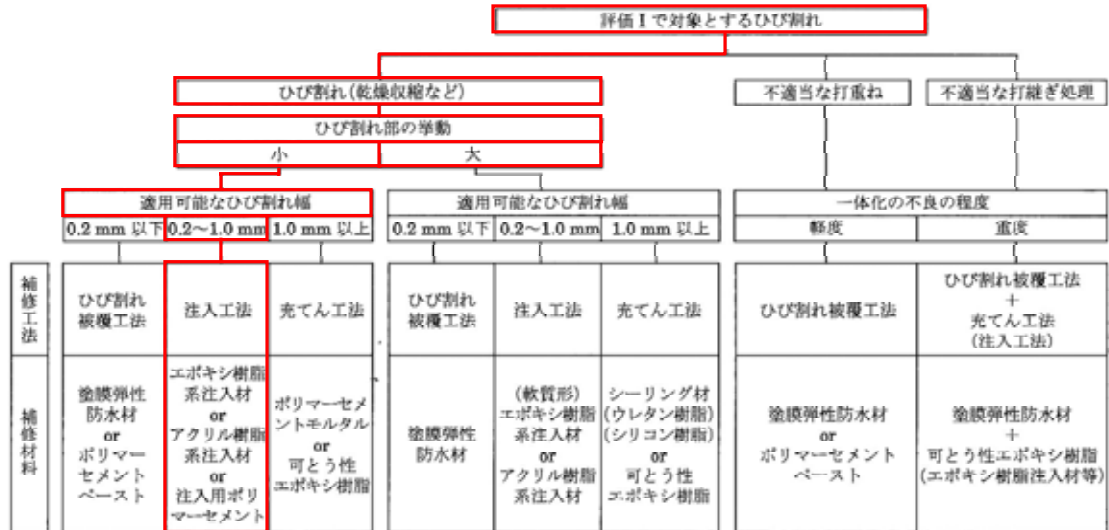 評価Ⅰで対象とするひび割れ
ひび割れ(乾燥収縮など)
不適当な打重ね
不適当な打継ぎ処理
ひび割れ部の挙動
小
大
適用可能なひび割れ幅
0.2 mm 以下
0.2〜1.0 mm
1.0 mm 以上
適用可能なひび割れ幅
0.2 mm 以下
0.2〜1.0 mm
1.0 mm 以上
一体化の不良の程度
軽度
重度
補修工法
ひび割れ
被覆工法
注入工法
充てん工法
ひび割れ
被覆工法
注入工法
充てん工法
ひび割れ被覆工法
ひび割れ被覆工法
+
充てん工法
(注入工法)
補修材料
塗膜弾性
防水材
or
ポリマー
セメント
ペースト
エポキシ樹脂
系注入材
or
アクリル樹脂
系注入材
or
注入用ポリ
マーセメント
ポリマーセメ
ントモルタル
or
可とう性
エポキシ樹脂
塗膜弾性
防水材
(軟質形)
エポキシ樹脂
系注入材
or
アクリル樹脂
系注入材
シーリング材
(ウレタン樹脂)
(シリコン樹脂)
or
可とう性
エポキシ樹脂
塗膜弾性防水材
or
ポリマーセメント
ペースト
塗膜弾性防水材
+
可とう性エポキシ樹脂
(エポキシ樹脂注入材等)